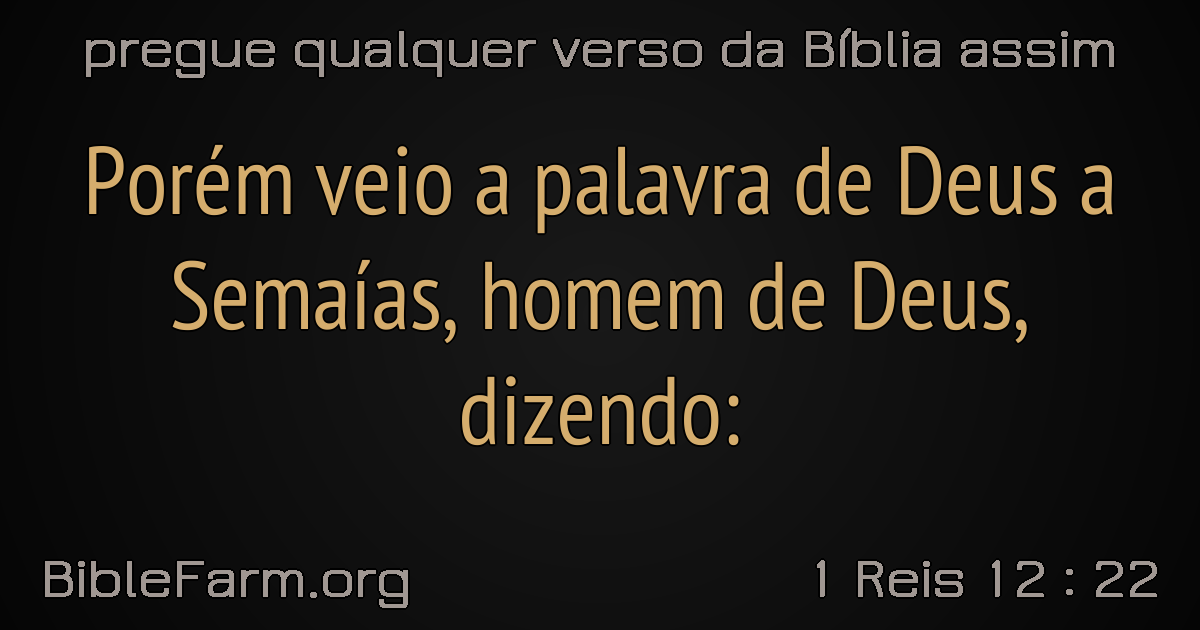 pregue qualquer verso da Bíblia assim
Porém veio a palavra de Deus a
Semaías, homem de Deus,
dizendo:
BibleFarm.org
1 Reis 12 : 22